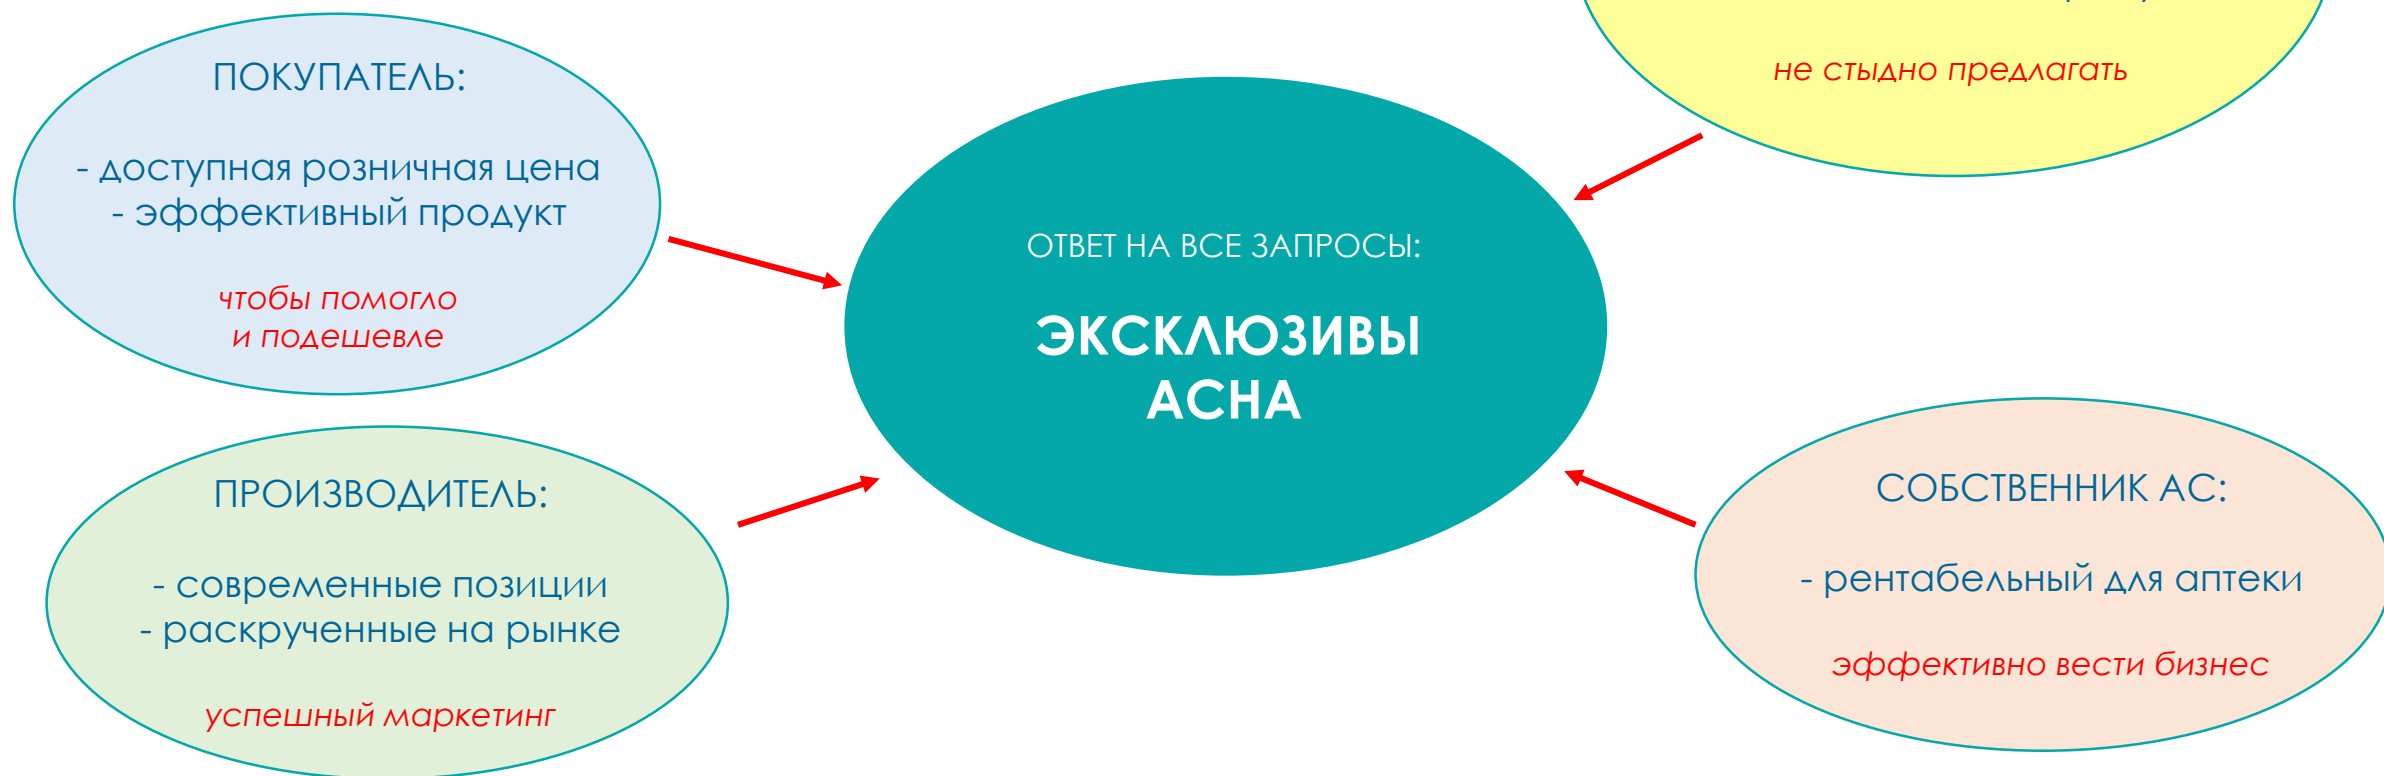 ПОКУПАТЕЛЬ:
- доступная розничная цена
- эффективный продукт
чтобы помогло
и подешевле
не стыдно предлагать
ОТВЕТ НА ВСЕ ЗАПРОСЫ:
ЭКСКЛЮЗИВЫ
АСНА
ПРОИЗВОДИТЕЛЬ:
- современные позиции
- раскрученные на рынке
успешный маркетинг
СОБСТВЕННИК АС:
- рентабельный для аптеки
эффективно вести бизнес